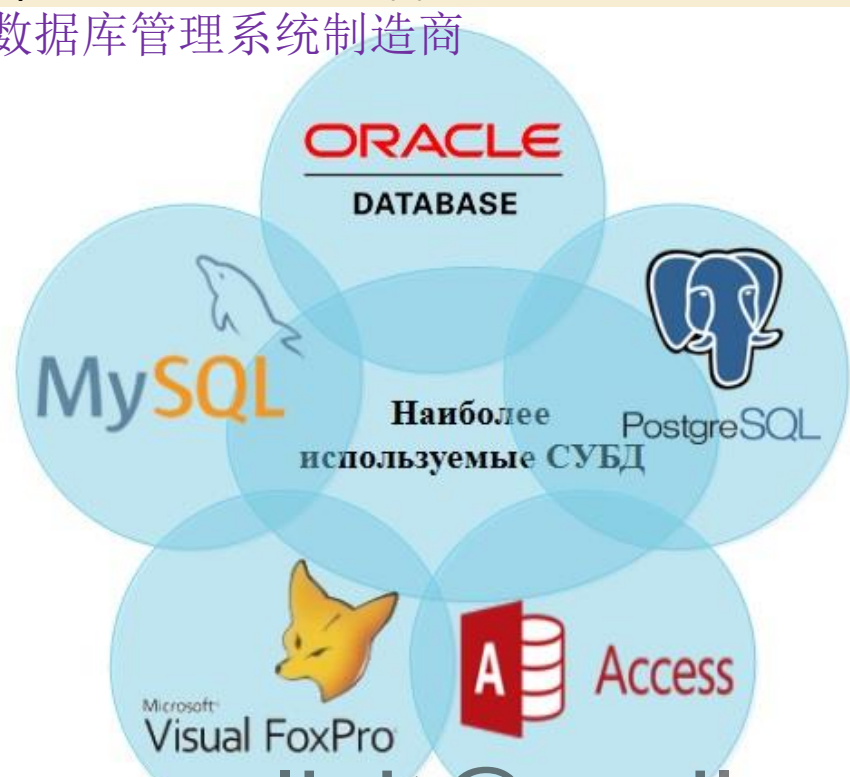 数据库管理系统制造商
ORACLE
DATABASE
MySQL
PostgreSQL
Наиболее
используемые СУБД
Microsoft
Visual FoxPro
A
Access